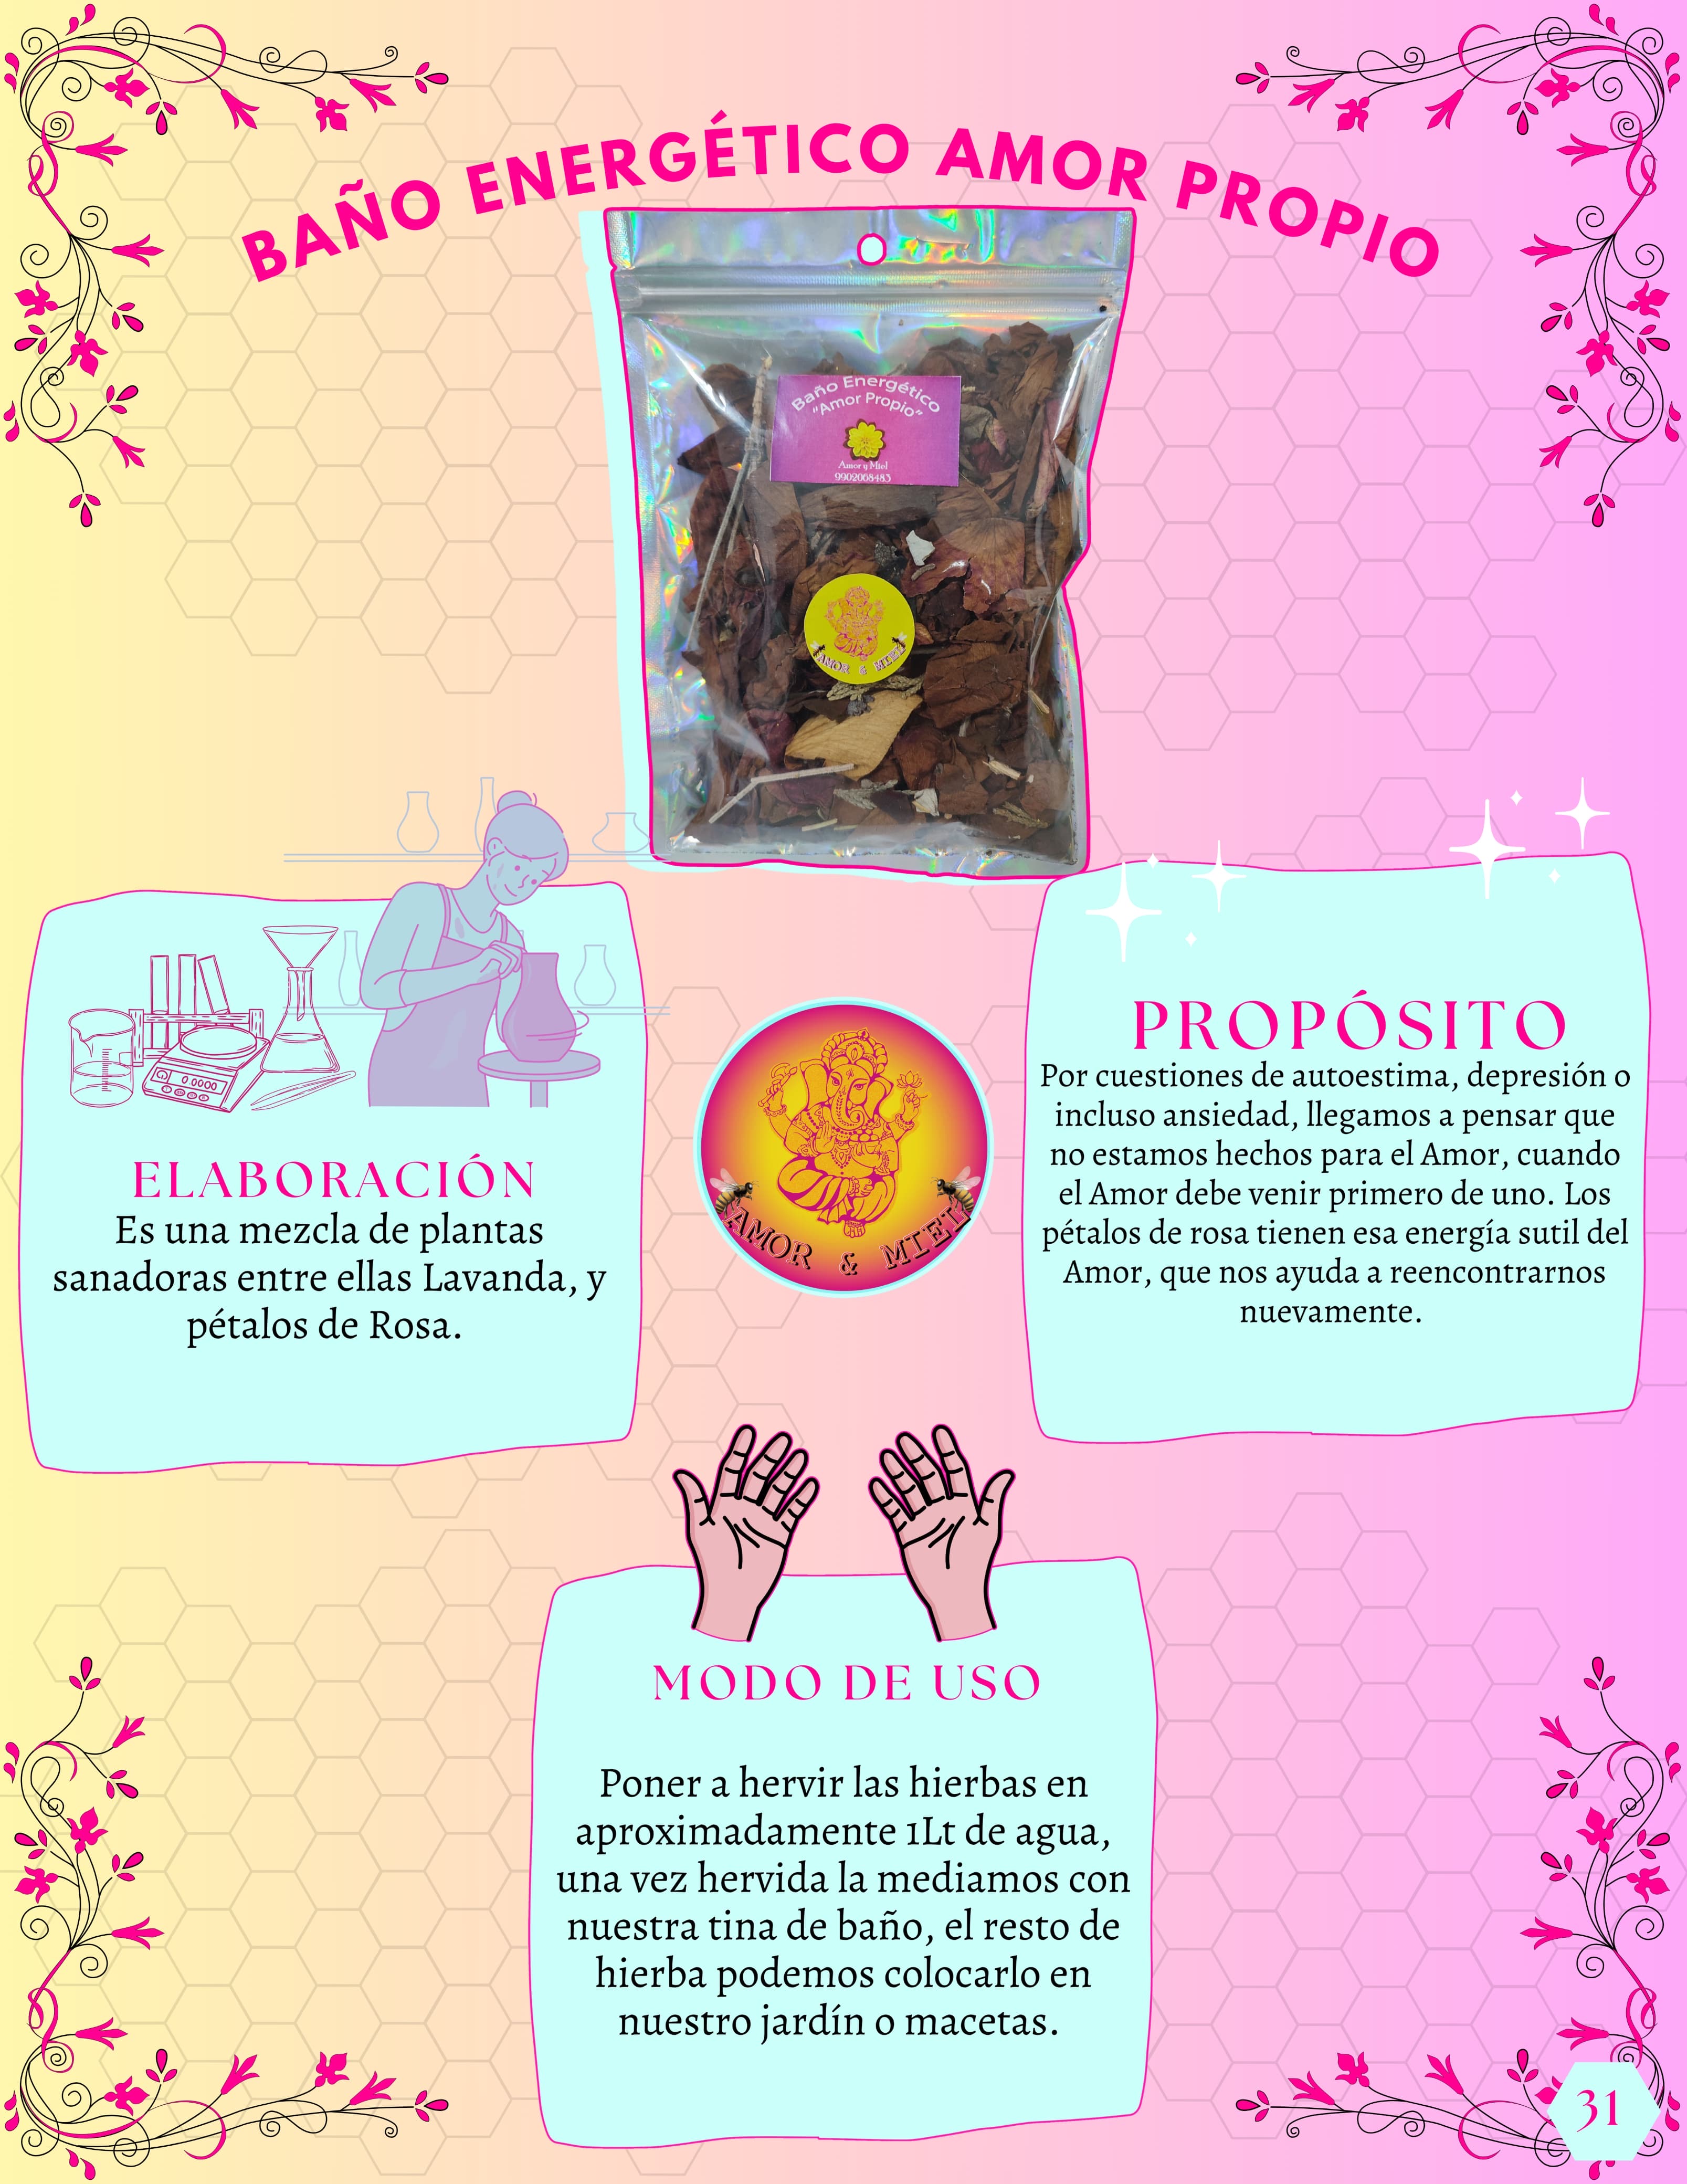 BAÑO ENERGÉTICO AMOR PROPIO
Baño Energético
"Amor Propio"
Amor y Miel
9902068483
AMOR & MIEL
0.0000
ELABORACIÓN
Es una mezcla de plantas
sanadoras entre ellas Lavanda, y
pétalos de Rosa.
AMOR & MIEL
PROPÓSITO
Por cuestiones de autoestima, depresión o
incluso ansiedad, llegamos a pensar que
no estamos hechos para el Amor, cuando
el Amor debe venir primero de uno. Los
pétalos de rosa tienen esa energía sutil del
Amor, que nos ayuda a reencontrarnos
nuevamente.
MODO DE USO
Poner a hervir las hierbas en
aproximadamente 1Lt de agua,
una vez hervida la mediamos con
nuestra tina de baño, el resto de
hierba podemos colocarlo en
nuestro jardín o macetas.
31